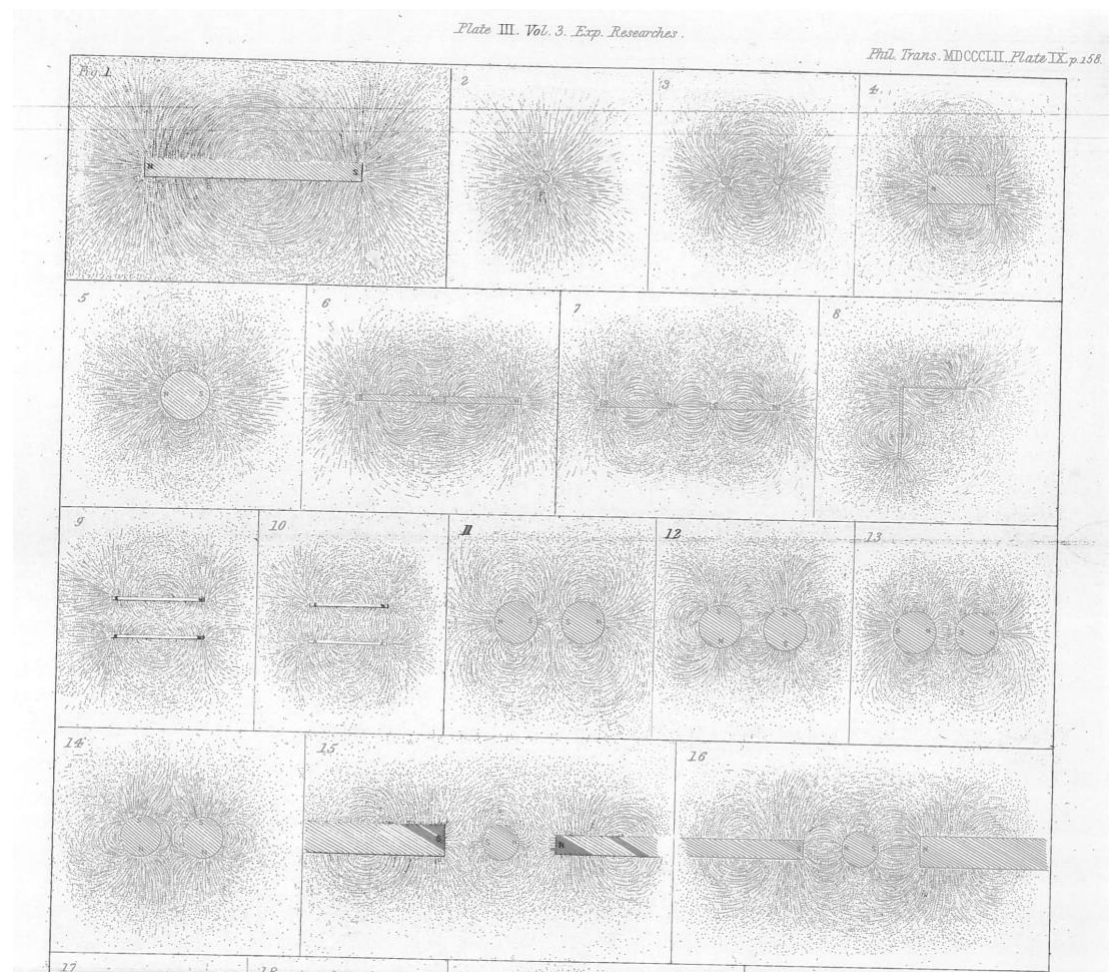 Plate III. Vol. 3. Exp. Researches.
Phil. Trans. MDCCCLII. Plate IX. p. 158.
Fig. 1.
N S
2
P
3
4
N S
5
N S
6
7
8
9
10
11
N S S N
12
N
S
13
N S N
14
N N
15
S N
16
N S
N
17
18